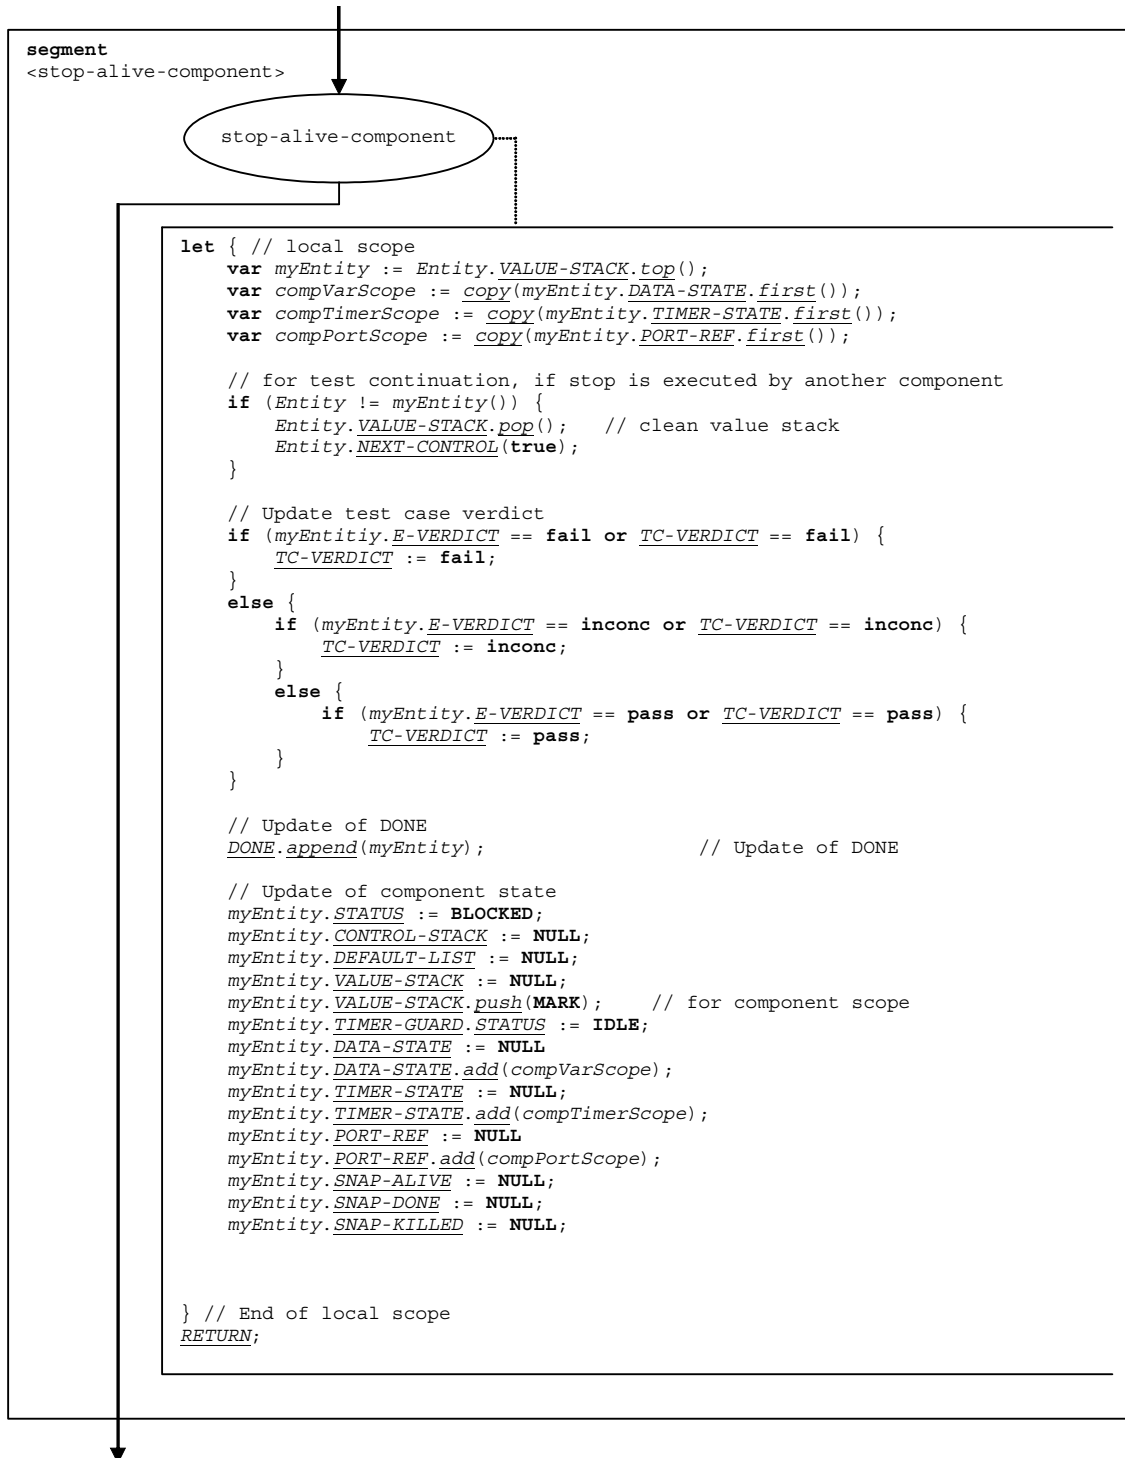 segment
<stop-alive-component>
stop-alive-component
let { // local scope
var myEntity := Entity.VALUE-STACK.top();
var compVarScope := copy(myEntity.DATA-STATE.first());
var compTimerScope := copy(myEntity.TIMER-STATE.first());
var compPortScope := copy(myEntity.PORT-REF.first());
// for test continuation, if stop is executed by another component
if (Entity != myEntity()) {
Entity.VALUE-STACK.pop(); // clean value stack
Entity.NEXT-CONTROL(true);
}
// Update test case verdict
if (myEntitiy.E-VERDICT == fail or TC-VERDICT == fail) {
TC-VERDICT := fail;
}
else {
if (myEntity.E-VERDICT == inconc or TC-VERDICT == inconc) {
TC-VERDICT := inconc;
}
else {
if (myEntity.E-VERDICT == pass or TC-VERDICT == pass) {
TC-VERDICT := pass;
}
}
// Update of DONE
DONE.append(myEntity); // Update of DONE
// Update of component state
myEntity.STATUS := BLOCKED;
myEntity.CONTROL-STACK := NULL;
myEntity.DEFAULT-LIST := NULL;
myEntity.VALUE-STACK := NULL;
myEntity.VALUE-STACK.push(MARK); // for component scope
myEntity.TIMER-GUARD.STATUS := IDLE;
myEntity.DATA-STATE := NULL
myEntity.DATA-STATE.add(compVarScope);
myEntity.TIMER-STATE := NULL;
myEntity.TIMER-STATE.add(compTimerScope);
myEntity.PORT-REF := NULL
myEntity.PORT-REF.add(compPortScope);
myEntity.SNAP-ALIVE := NULL;
myEntity.SNAP-DONE := NULL;
myEntity.SNAP-KILLED := NULL;
} // End of local scope
RETURN;